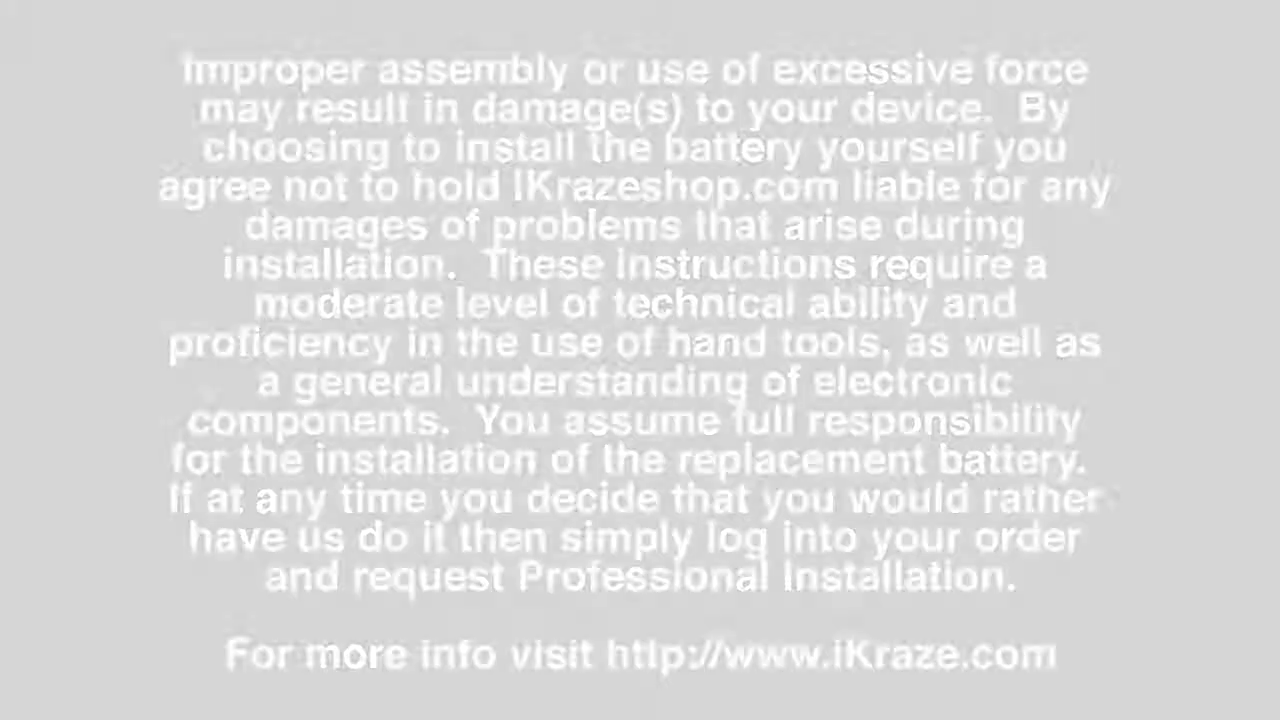 Improper assembly or use of excessive force
may result in damage(s) to your device.  By
choosing to install the battery yourself you
agree not to hold iKrazeshop.com liable for any
damages of problems that arise during
installation.  These instructions require a
moderate level of technical ability and
proficiency in the use of hand tools, as well as
a general understanding of electronic
components.  You assume full responsibility
for the installation of the replacement battery.
If at any time you decide that you would rather
have us do it then simply log into your order
and request Professional Installation.
For more info visit http://www.iKraze.com